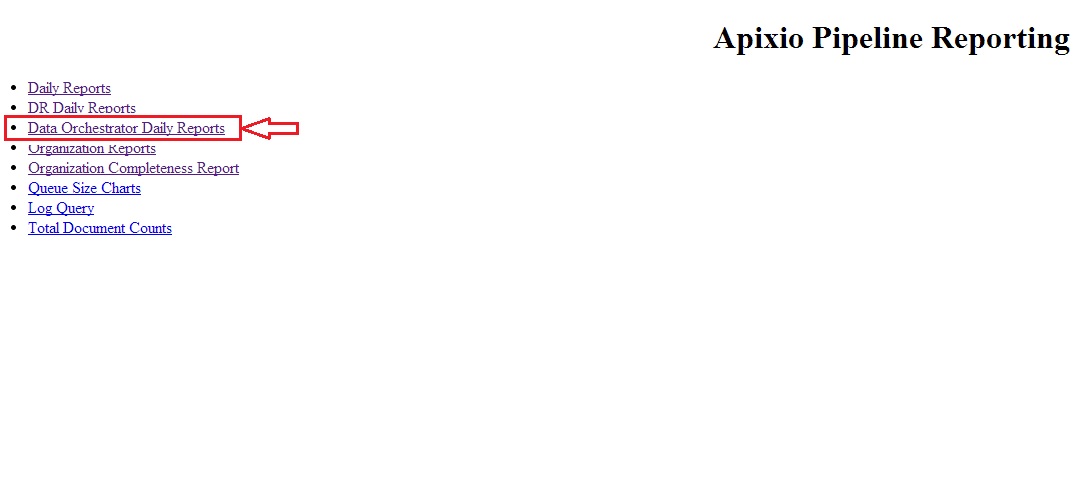 Apixio Pipeline Reporting
Daily Reports
DR Daily Reports
Data Orchestrator Daily Reports
Organization Reports
Organization Completeness Report
Queue Size Charts
Log Query
Total Document Counts